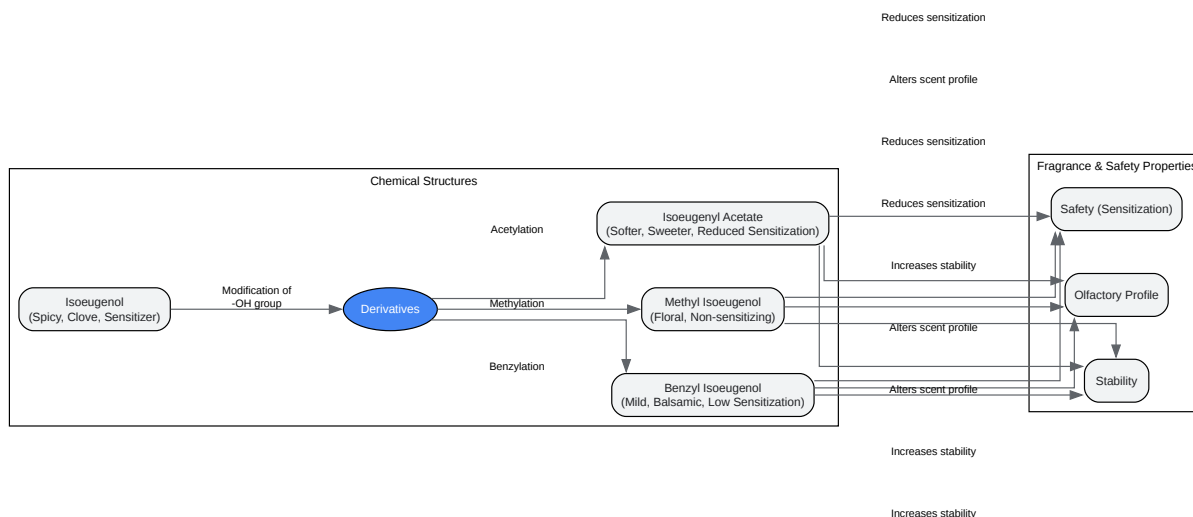 Reduces sensitization
Alters scent profile
Reduces sensitization
Fragrance & Safety Properties
Chemical Structures
Reduces sensitization
Safety (Sensitization)
Isoeugenyl Acetate
(Softer, Sweeter, Reduced Sensitization)
Acetylation
Increases stability
Modification of
-OH group
Isoeugenol
(Spicy, Clove, Sensitizer)
Derivatives
Methylation
Methyl Isoeugenol
(Floral, Non-sensitizing)
Olfactory Profile
Alters scent profile
Benzylation
Benzyl Isoeugenol
(Mild, Balsamic, Low Sensitization)
Alters scent profile
Stability
Increases stability
Increases stability